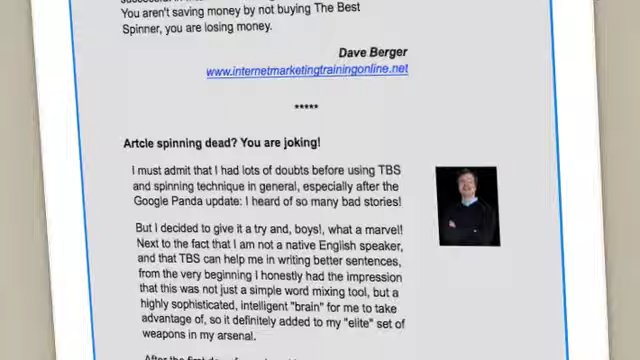 You aren't saving money by not buying The Best
Spinner, you are losing money.
Dave Berger
www.internetmarketingtrainingonline.net
*****
Artcle spinning dead? You are joking!
I must admit that I had lots of doubts before using TBS
and spinning technique in general, especially after the
Google Panda update: I heard of so many bad stories!
But I decided to give it a try and, boys!, what a marvel!
Next to the fact that I am not a native English speaker,
and that TBS can help me in writing better sentences,
from the very beginning I honestly had the impression
that this was not just a simple word mixing tool, but a
highly sophisticated, intelligent "brain" for me to take
advantage of, so it definitely added to my "elite" set of
weapons in my arsenal.